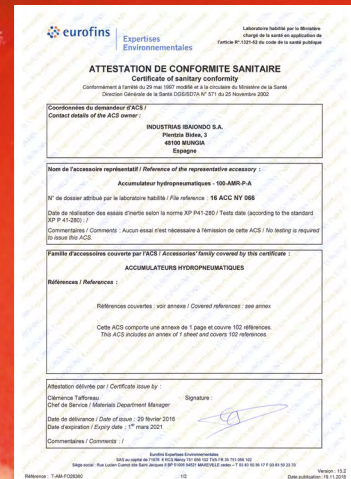 eurofins
Expertises
Environnementales
Laboratoire habilité par le Ministère
chargé de la santé en application de
l'article R*.1321-52 du code de la santé publique
ATTESTATION DE CONFORMITE SANITAIRE
Certificate of sanitary conformity
Conformément à l'arrêté du 29 mai 1997 modifié et à la circulaire du Ministère de la Santé
Direction Générale de la Santé DGS/SD7A N° 571 du 25 Novembre 2002
Coordonnées du demandeur d'ACS /
Contact details of the ACS owner :
INDUSTRIAS IBAIONDO S.A.
Plentzia Bidea, 3
48100 MUNGIA
Espagne
Nom de l'accessoire représentatif / Reference of the representative accessory :
Accumulateur hydropneumatiques - 100-AMR-P-A
N° de dossier attribué par le laboratoire habilité / File reference : 16 ACC NY 066
Date de réalisation des essais d'inertie selon la norme XP P41-280 / Tests date (according to the standard
XP P 41-280) : /
Commentaires / Comments : Aucun essai n'est nécessaire à l'émission de cette ACS / No testing is required
to issue this ACS.
Famille d'accessoires couverte par l'ACS / Accessories' family covered by this certificate :
ACCUMULATEURS HYDROPNEUMATIQUES
Références / References :
Références couvertes : voir annexe / Covered references : see annex
Cette ACS comporte une annexe de 1 page et couvre 102 références.
This ACS includes an annex of 1 sheet and covers 102 references.
Attestation délivrée par / Certificate issue by :
Clémence Tafforeau
Chef de Service / Materials Department Manager
Signature :
Date de délivrance / Date of issue : 29 février 2016
Date d'expiration / Expiry date : 1er mars 2021
Commentaires / Comments : /
Eurofins Expertises Environnementales
Référence : T-AM-FO28360
1/2
Version : 15.2
Date publication : 16.11.2015